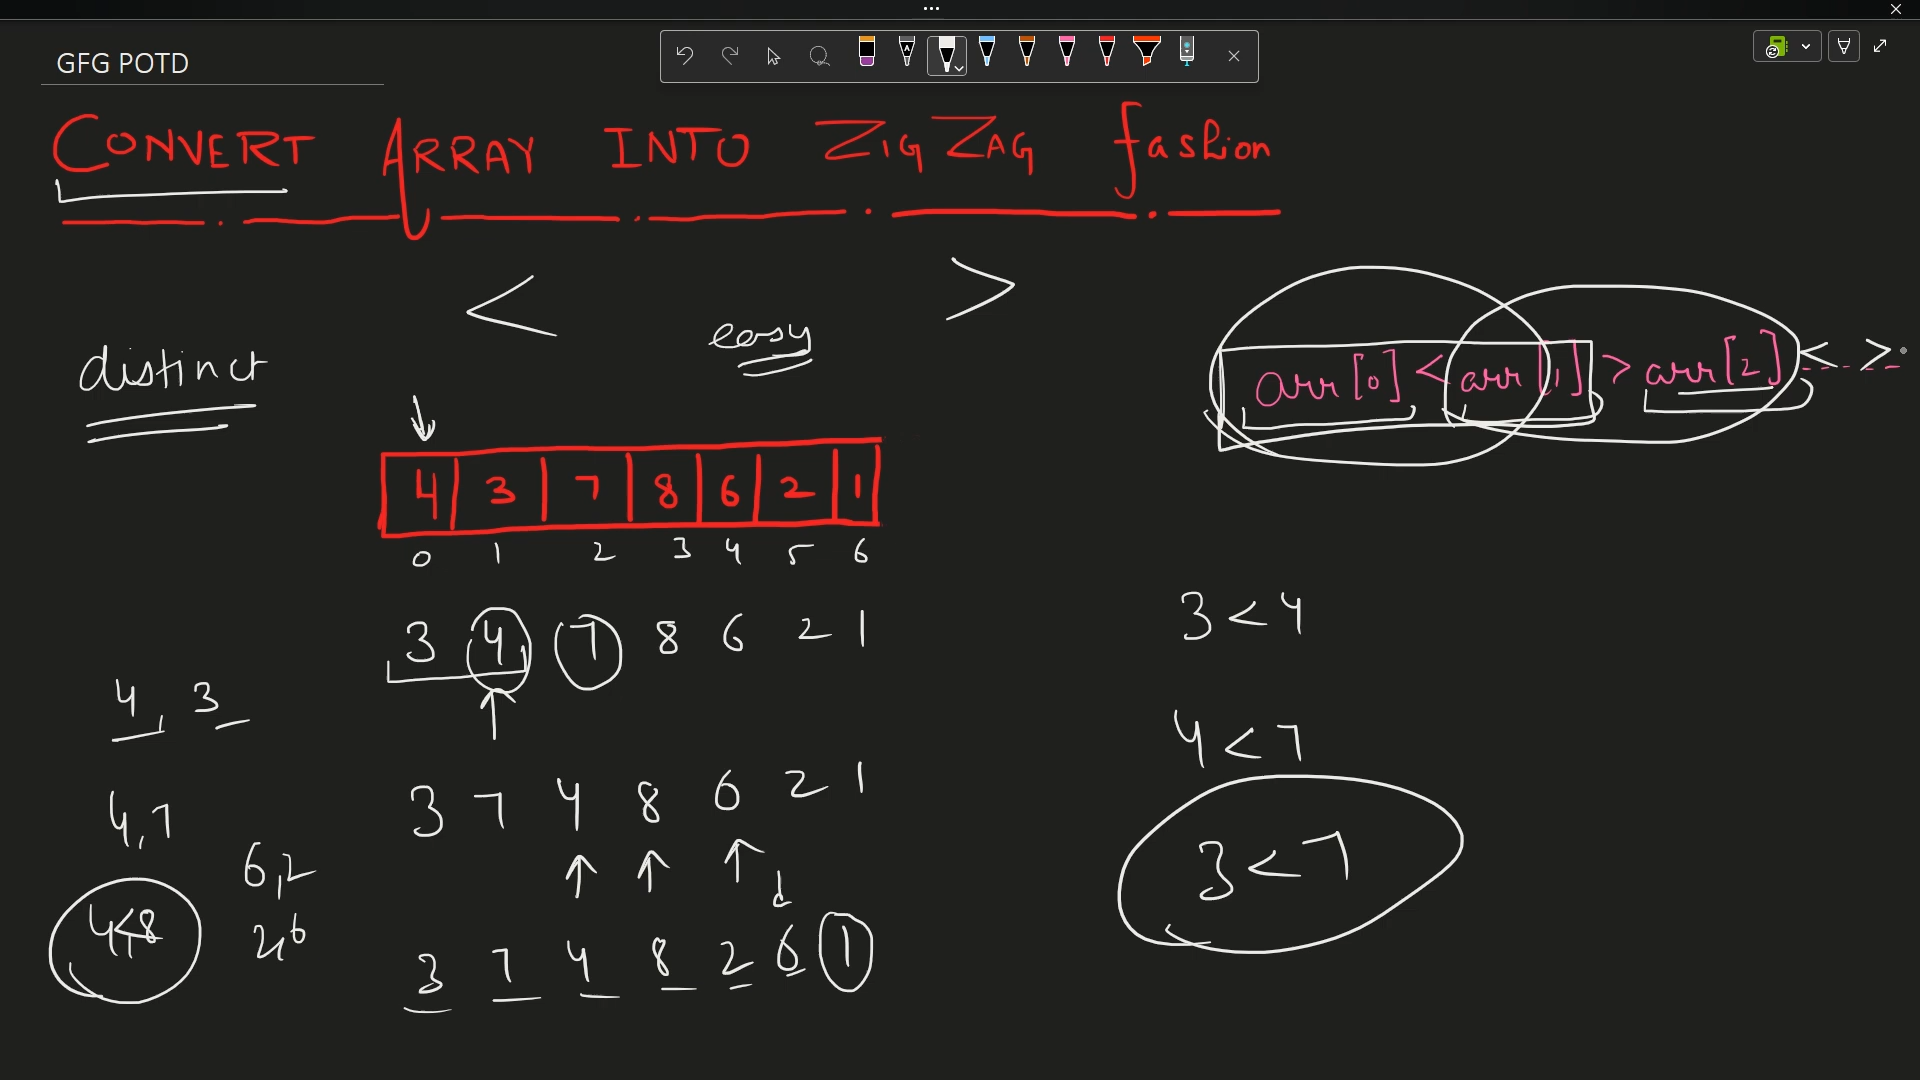 GFG POTD
CONVERT ARRAY INTO ZIGZAG fashion
< >
easy
distinct
arr[0] < arr[1] > arr[2] < >
4 3 7 8 6 2 1
0 1 2 3 4 5 6
3 4 7 8 6 2 1
3 < 4
4, 3
4 < 7
3 7 4 8 6 2 1
4, 7
3 < 7
6, 2
4 < 8
2, 6
3 7 4 8 2 6 1